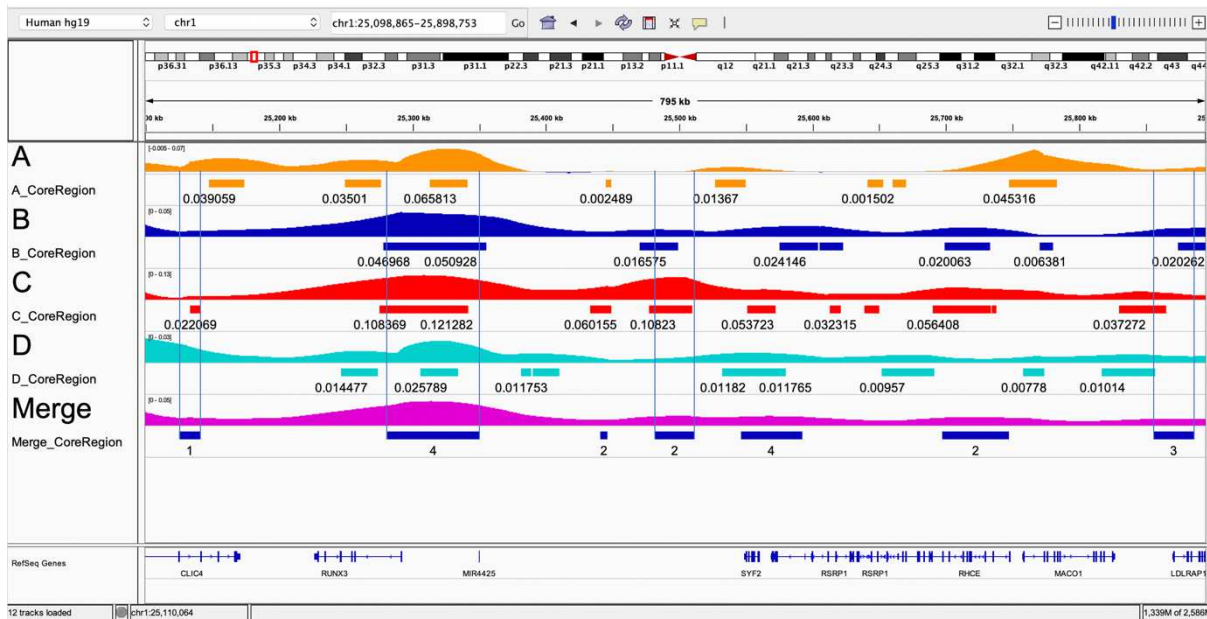 Human hg19 chr1 chr1:25,098,865-25,898,753 Go
p36.31 p36.13 p35.3 p34.3 p34.1 p32.3 p31.3 p31.1 p22.3 p21.3 p21.1 p13.2 p11.1 q12 q21.1 q21.3 q23.3 q24.3 q25.3 q31.2 q32.1 q32.3 q42.11 q42.2 q43 q44
795 kb
00 kb 25,200 kb 25,300 kb 25,400 kb 25,500 kb 25,600 kb 25,700 kb 25,800 kb 25
A [-0.005 - 0.07]
A_CoreRegion
0.039059 0.03501 0.065813 0.002489 0.01367 0.001502 0.045316
B [0 - 0.05]
B_CoreRegion
0.046968 0.050928 0.016575 0.024146 0.020063 0.006381 0.020262
C [0 - 0.13]
C_CoreRegion
0.022069 0.108369 0.121282 0.060155 0.10823 0.053723 0.032315 0.056408 0.037272
D [0 - 0.03]
D_CoreRegion
0.014477 0.025789 0.011753 0.01182 0.011765 0.00957 0.00778 0.01014
Merge [0 - 0.05]
Merge_CoreRegion
1 4 2 2 4 2 3
RefSeq Genes
CLIC4 RUNX3 MIR4425 SYF2 RSRP1 RSRP1 RHCE MACO1 LDLRAP1
12 tracks loaded chr1:25,110,064 1,339M of 2,586M